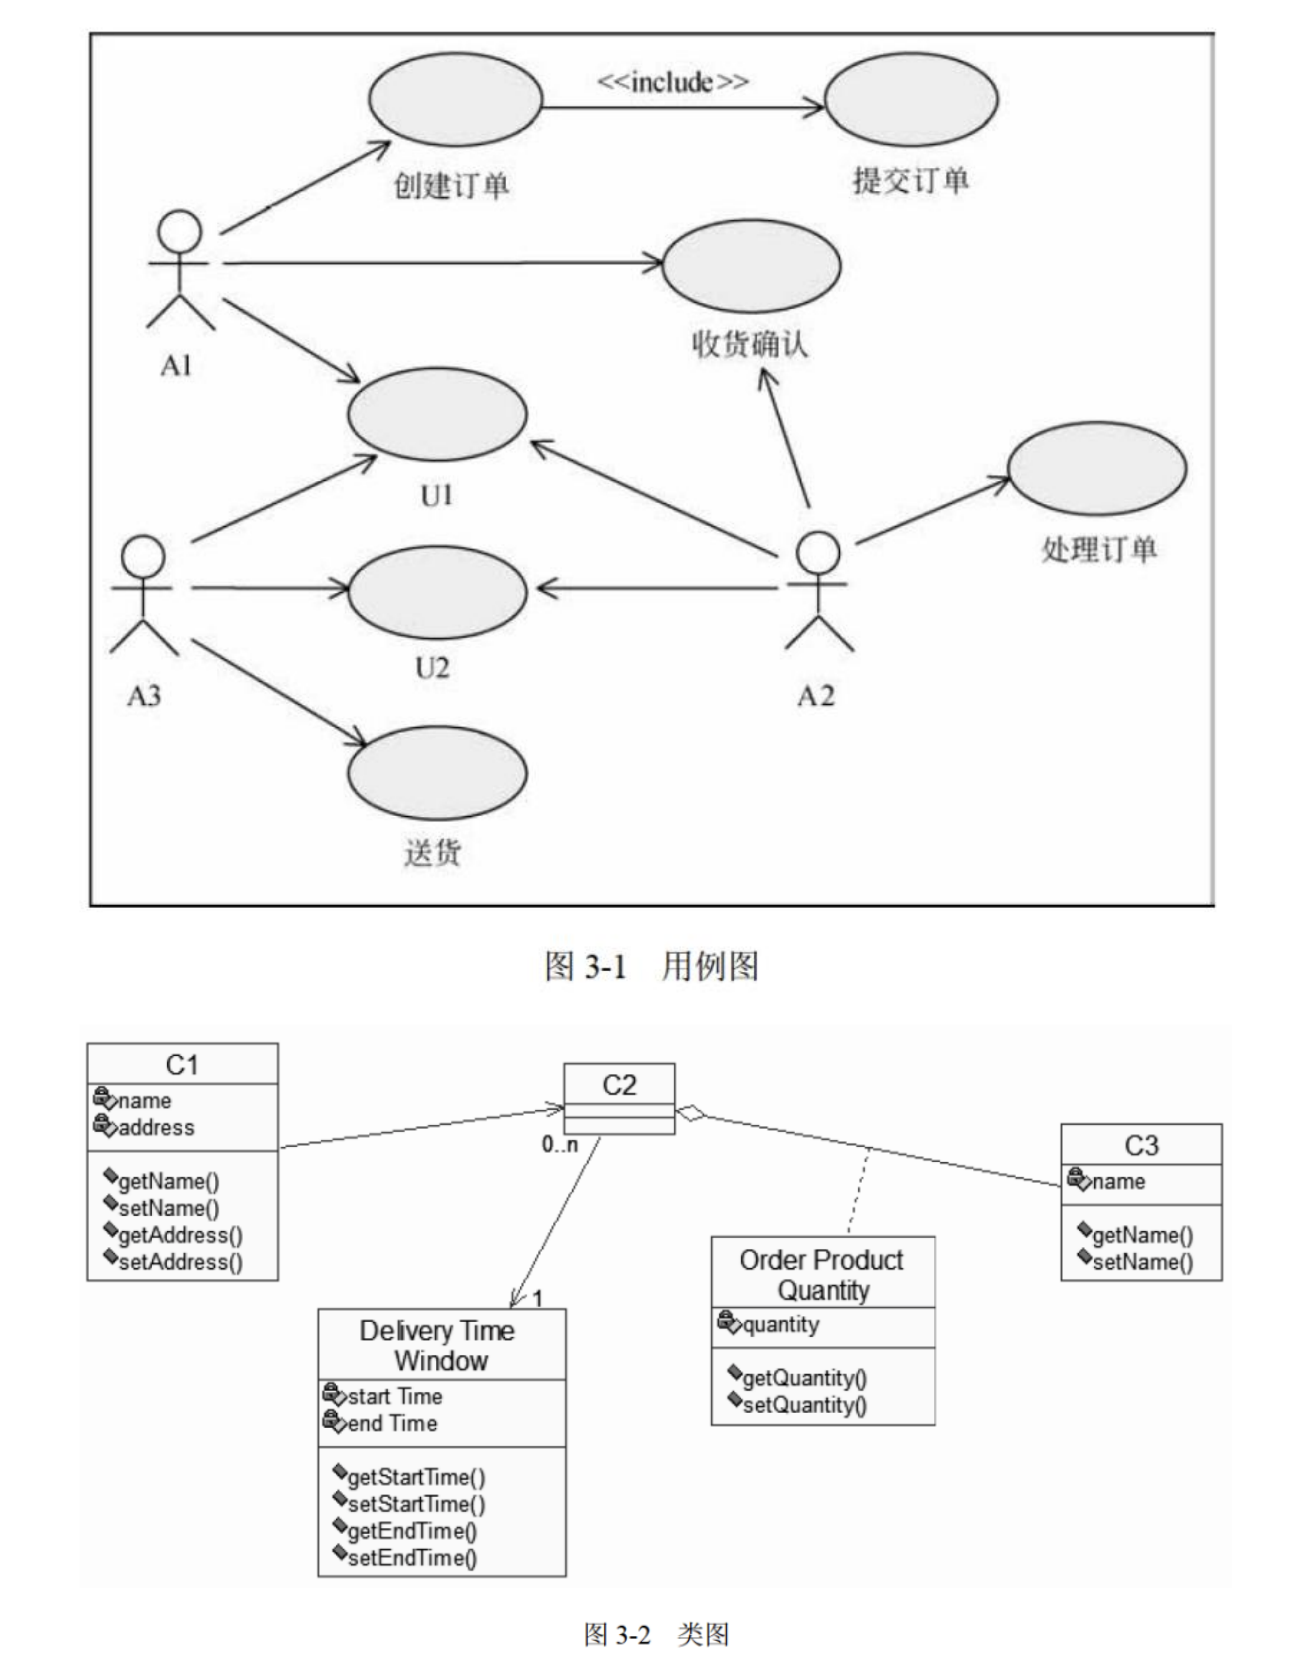 <<include>>
创建订单
提交订单
A1
收货确认
U1
处理订单
U2
A3
A2
送货
图 3-1 用例图
C1
name
address
getName()
setName()
getAddress()
setAddress()
C2
0..n
1
C3
name
getName()
setName()
Order Product
Quantity
quantity
getQuantity()
setQuantity()
Delivery Time
Window
start Time
end Time
getStartTime()
setStartTime()
getEndTime()
setEndTime()
图 3-2 类图